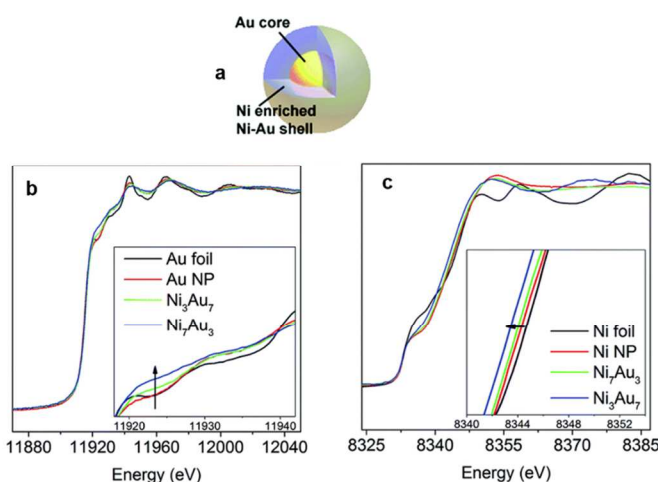 Au core
a
Ni enriched
Ni-Au shell
b
Au foil
Au NP
Ni₃Au₇
Ni₇Au₃
11920 11930 11940
11880 11920 11960 12000 12040
Energy (eV)
c
Ni foil
Ni NP
Ni₇Au₃
Ni₃Au₇
8340 8344 8348 8352
8324 8340 8355 8370 8385
Energy (eV)